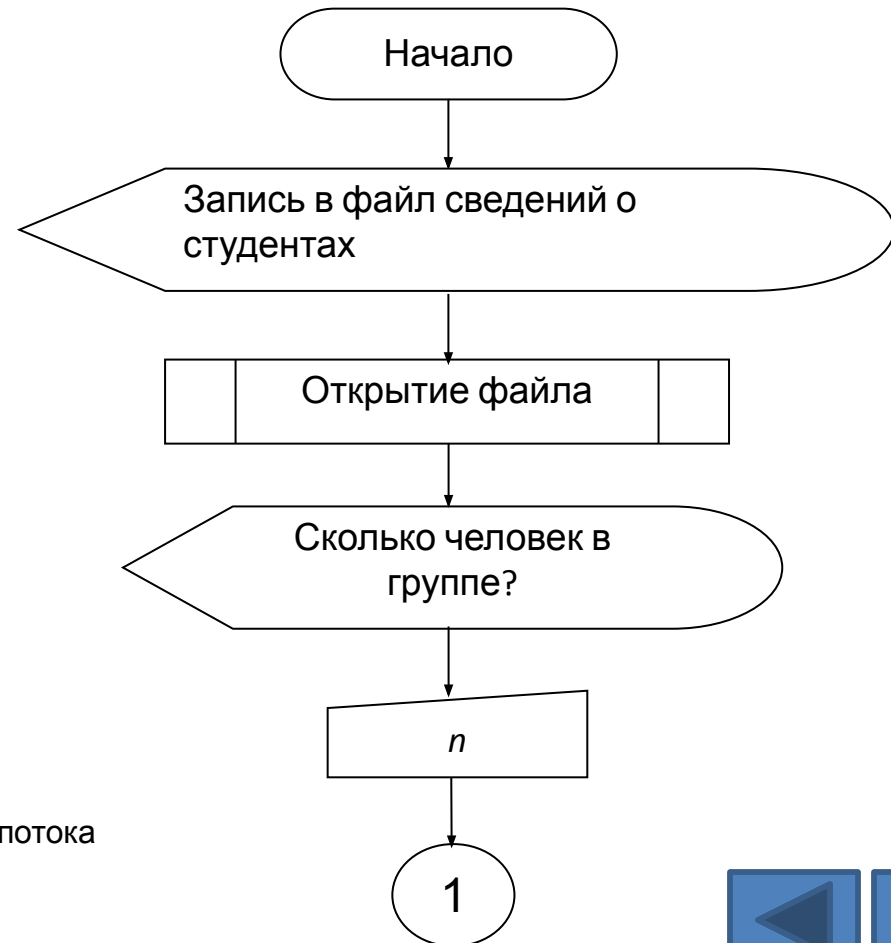 Начало
Запись в файл сведений о
студентах
Открытие файла
Сколько человек в
группе?
n
потока
1